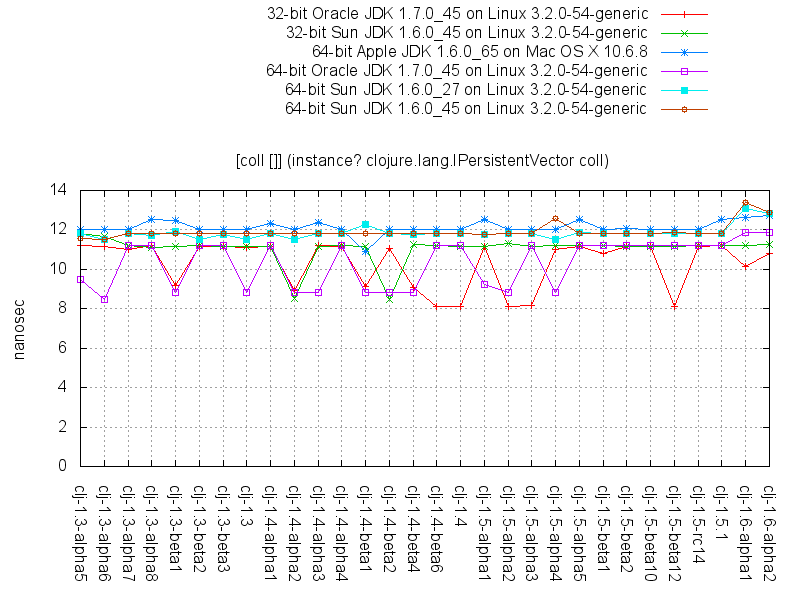 32-bit Oracle JDK 1.7.0_45 on Linux 3.2.0-54-generic
32-bit Sun JDK 1.6.0_45 on Linux 3.2.0-54-generic
64-bit Apple JDK 1.6.0_65 on Mac OS X 10.6.8
64-bit Oracle JDK 1.7.0_45 on Linux 3.2.0-54-generic
64-bit Sun JDK 1.6.0_27 on Linux 3.2.0-54-generic
64-bit Sun JDK 1.6.0_45 on Linux 3.2.0-54-generic
[coll []] (instance? clojure.lang.IPersistentVector coll)
14
12
10
8
6
4
2
0
nanosec
clj-1.3-alpha5
clj-1.3-alpha6
clj-1.3-alpha7
clj-1.3-alpha8
clj-1.3-beta1
clj-1.3-beta2
clj-1.3-beta3
clj-1.3
clj-1.4-alpha1
clj-1.4-alpha2
clj-1.4-alpha3
clj-1.4-alpha4
clj-1.4-beta1
clj-1.4-beta2
clj-1.4-beta4
clj-1.4-beta6
clj-1.4
clj-1.5-alpha1
clj-1.5-alpha2
clj-1.5-alpha3
clj-1.5-alpha4
clj-1.5-alpha5
clj-1.5-beta1
clj-1.5-beta2
clj-1.5-beta10
clj-1.5-beta12
clj-1.5-rc14
clj-1.5.1
clj-1.6-alpha1
clj-1.6-alpha2